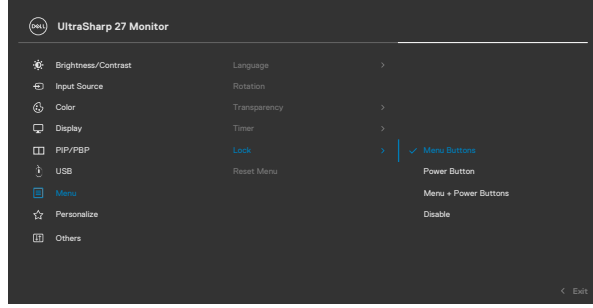 DELL UltraSharp 27 Monitor
Brightness/Contrast Language
Input Source Rotation
Color Transparency
Display Timer
PIP/PBP Lock Menu Buttons
USB Reset Menu Power Button
Menu Menu + Power Buttons
Personalize Disable
Others
Exit